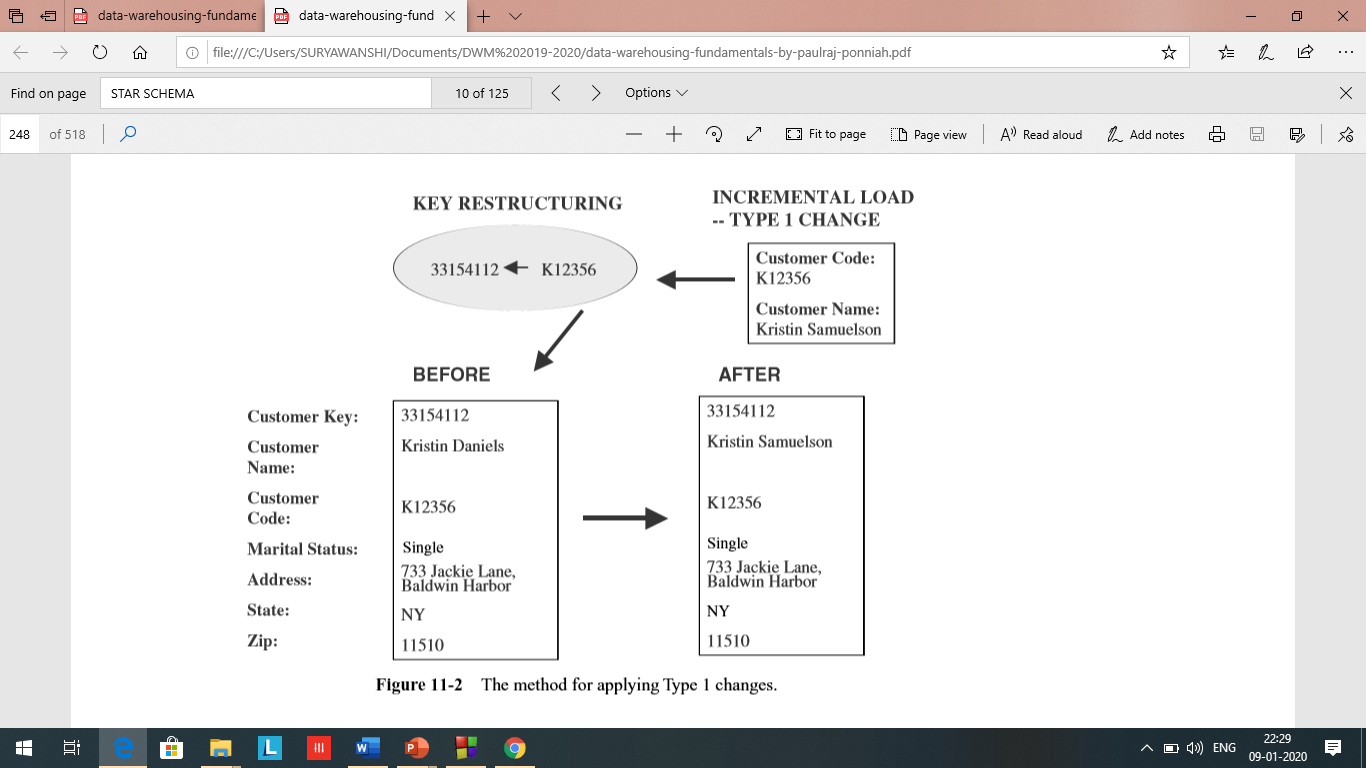 data-warehousing-fundame
data-warehousing-fund
file:///C:/Users/SURYAWANSHI/Documents/DWM%202019-2020/data-warehousing-fundamentals-by-paulraj-ponniah.pdf
Find on page
STAR SCHEMA
10 of 125
Options
248
of 518
Fit to page
Page view
Read aloud
Add notes
KEY RESTRUCTURING
INCREMENTAL LOAD
-- TYPE 1 CHANGE
33154112
K12356
Customer Code:
K12356
Customer Name:
Kristin Samuelson
BEFORE
AFTER
Customer Key:
33154112
33154112
Customer
Name:
Kristin Daniels
Kristin Samuelson
Customer
Code:
K12356
K12356
Marital Status:
Single
Single
Address:
733 Jackie Lane,
Baldwin Harbor
733 Jackie Lane,
Baldwin Harbor
State:
NY
NY
Zip:
11510
11510
Figure 11-2 The method for applying Type 1 changes.
ENG
22:29
09-01-2020